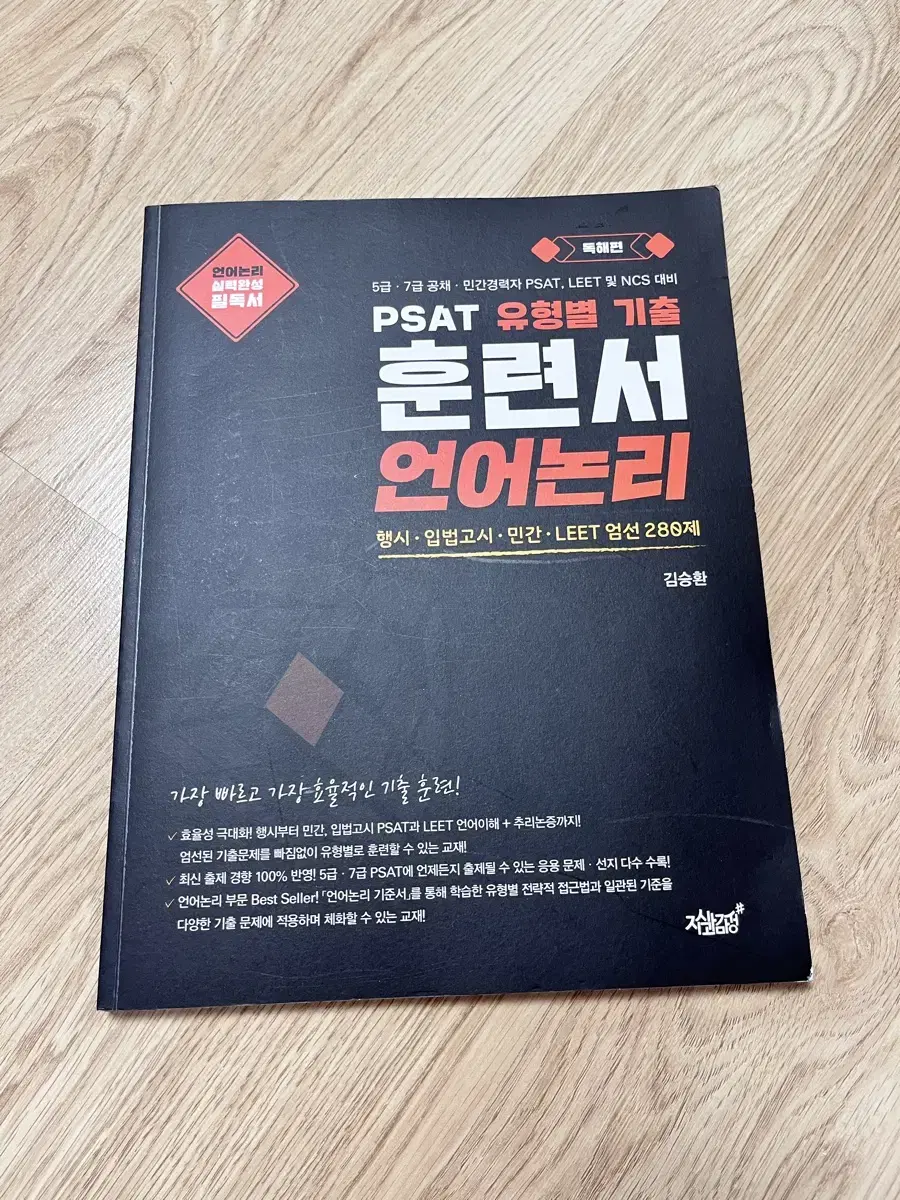 언어논리
실력완성
필독서
독해편
5급 · 7급 공채 · 민간경력자 PSAT, LEET 및 NCS 대비
PSAT 유형별 기출
훈련서
언어논리
행시 · 입법고시 · 민간 · LEET 엄선 280제
김승환
가장 빠르고 가장 효율적인 기출 훈련!
✓ 효율성 극대화! 행시부터 민간, 입법고시 PSAT과 LEET 언어이해 + 추리논증까지!
엄선된 기출문제를 빠짐없이 유형별로 훈련할 수 있는 교재!
✓ 최신 출제 경향 100% 반영! 5급 · 7급 PSAT에 언제든지 출제될 수 있는 응용 문제 · 선지 다수 수록!
✓ 언어논리 부문 Best Seller! 「언어논리 기준서」를 통해 학습한 유형별 전략적 접근법과 일관된 기준을
다양한 기출 문제에 적용하며 체화할 수 있는 교재!
지식과감정#